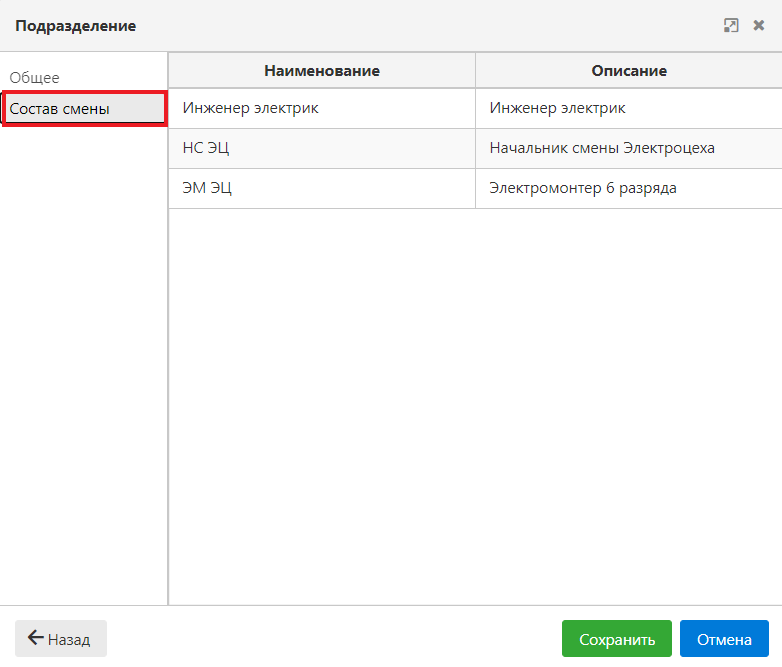 Подразделение
Общее
Состав смены
Наименование Описание
Инженер электрик Инженер электрик
НС ЭЦ Начальник смены Электроцеха
ЭМ ЭЦ Электромонтер 6 разряда
Назад Сохранить Отмена